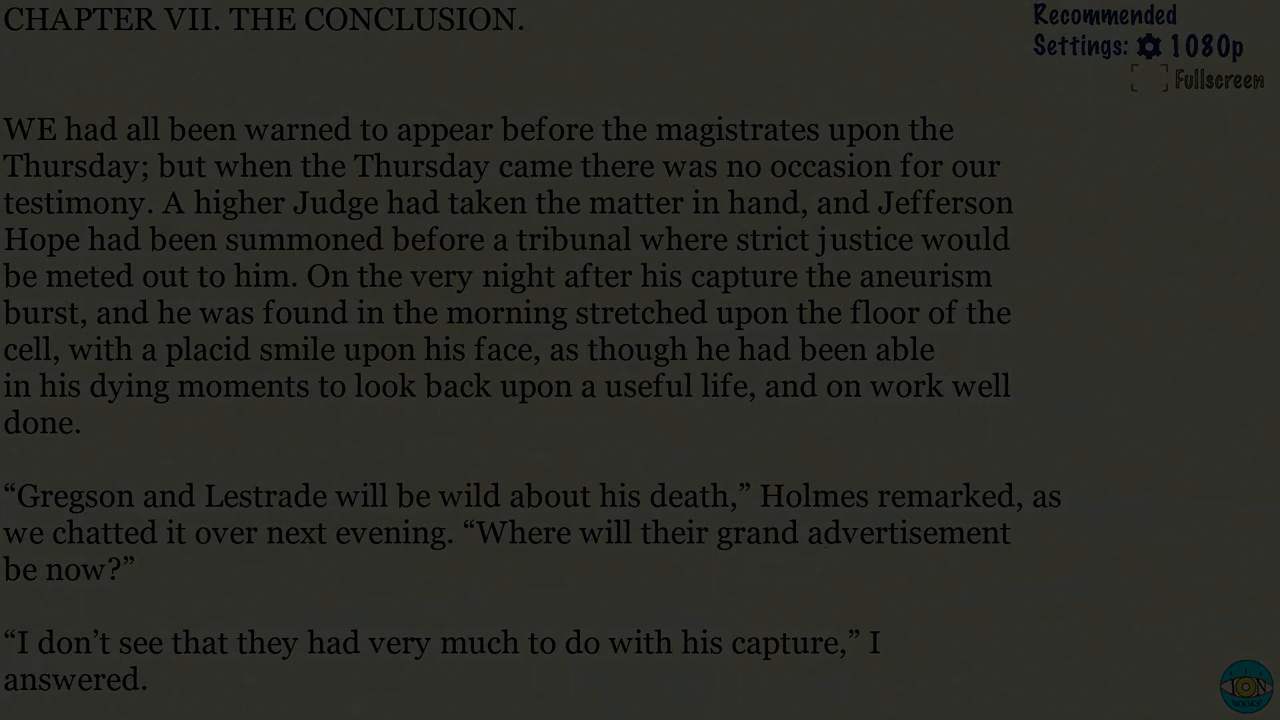 CHAPTER VII. THE CONCLUSION.
Recommended
Settings: 1080p
Fullscreen
WE had all been warned to appear before the magistrates upon the
Thursday; but when the Thursday came there was no occasion for our
testimony. A higher Judge had taken the matter in hand, and Jefferson
Hope had been summoned before a tribunal where strict justice would
be meted out to him. On the very night after his capture the aneurism
burst, and he was found in the morning stretched upon the floor of the
cell, with a placid smile upon his face, as though he had been able
in his dying moments to look back upon a useful life, and on work well
done.
“Gregson and Lestrade will be wild about his death,” Holmes remarked, as
we chatted it over next evening. “Where will their grand advertisement
be now?”
“I don’t see that they had very much to do with his capture,” I
answered.
ION
BOOKS